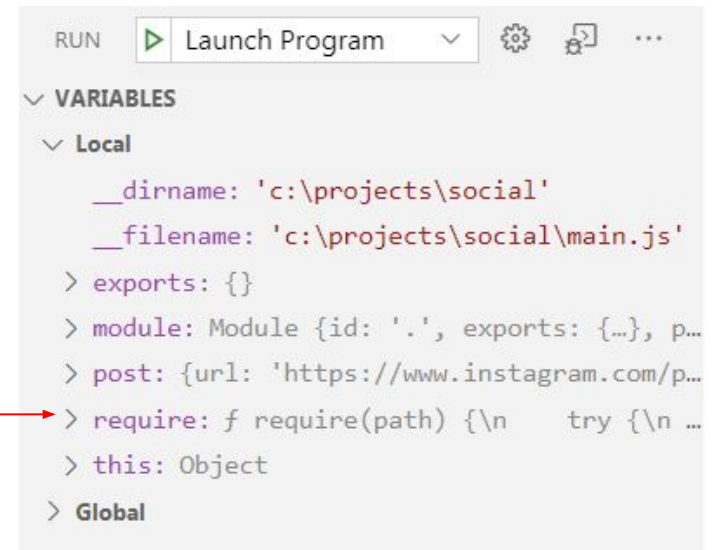 RUN Launch Program ...
VARIABLES
Local
__dirname: 'c:\projects\social'
__filename: 'c:\projects\social\main.js'
exports: {}
module: Module {id: '.', exports: {…}, p…
post: {url: 'https://www.instagram.com/p…
require: ƒ require(path) {\n    try {\n …
this: Object
Global